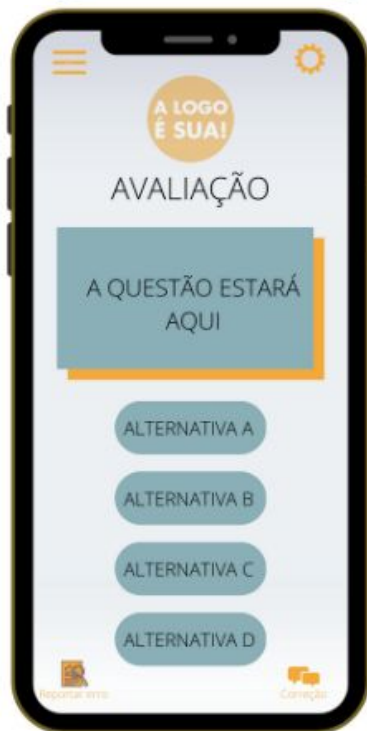 A LOGO
É SUA!
AVALIAÇÃO
A QUESTÃO ESTARÁ
AQUI
ALTERNATIVA A
ALTERNATIVA B
ALTERNATIVA C
ALTERNATIVA D
Reportar erro
Correção